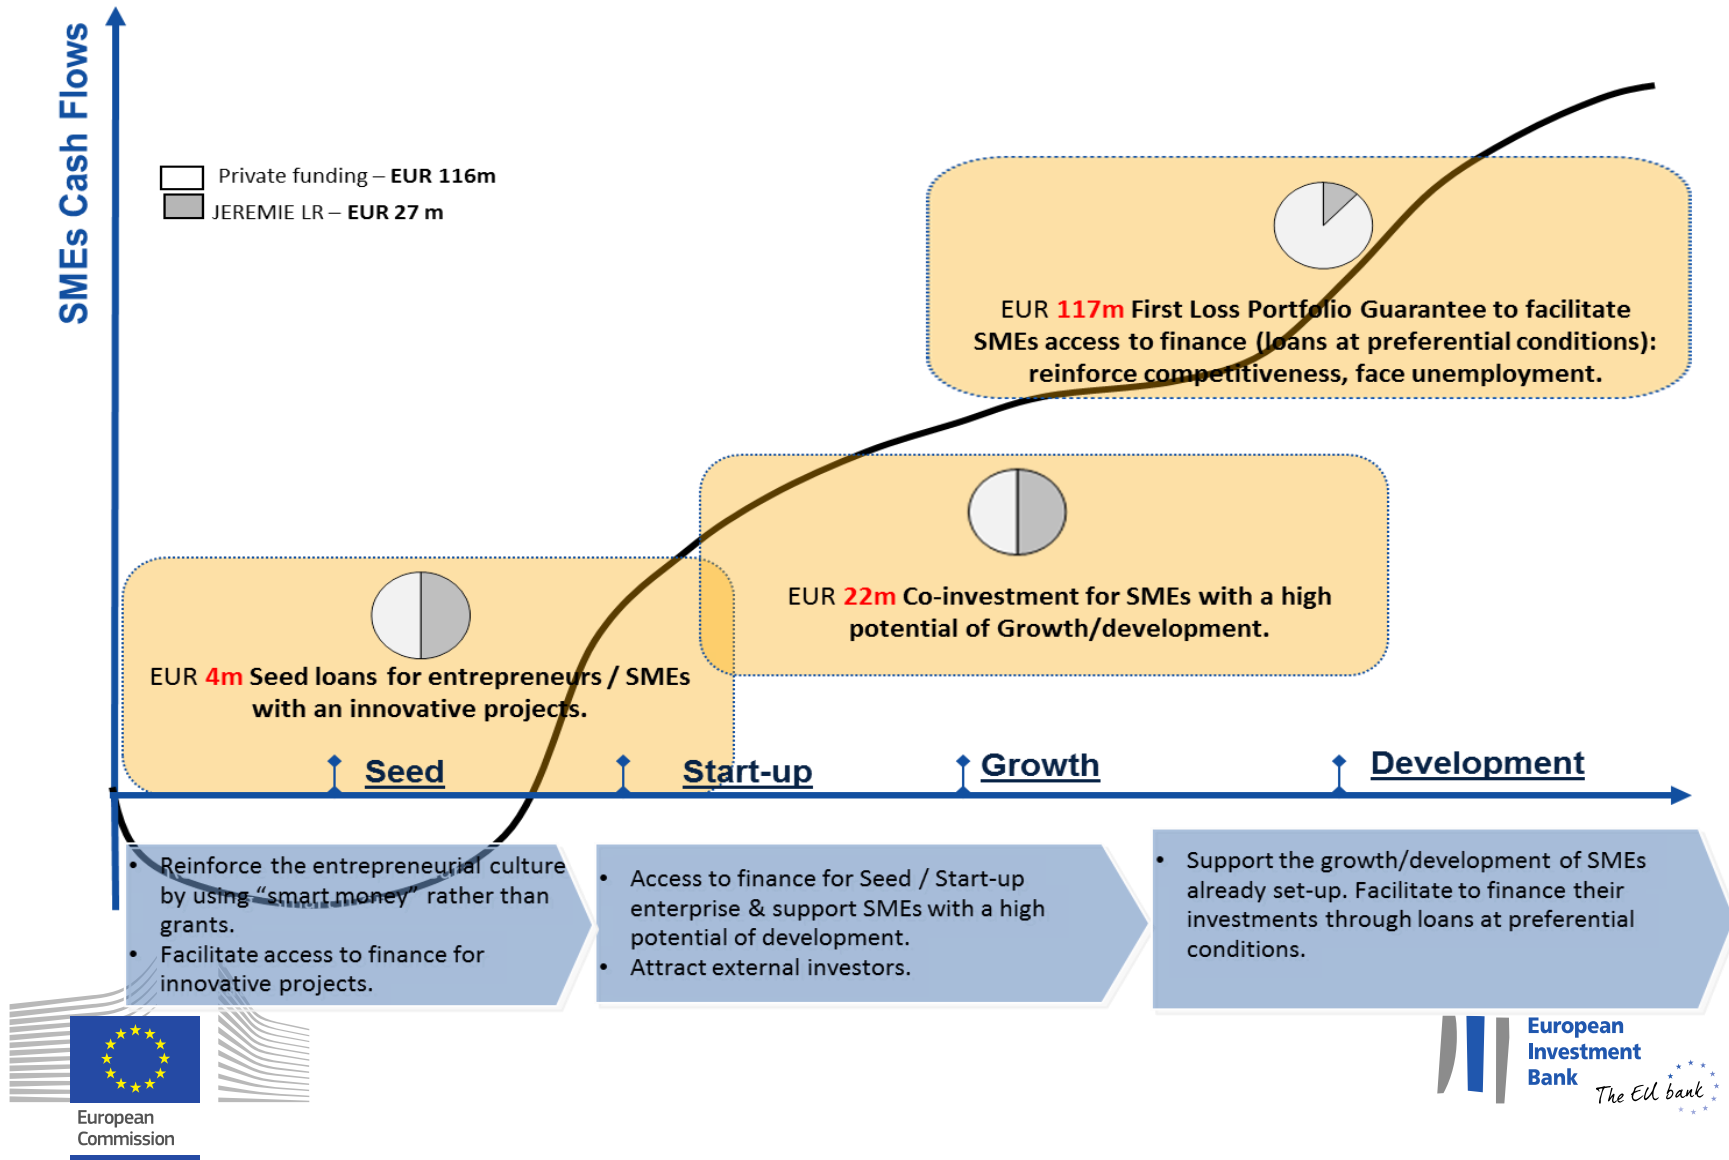 SMEs Cash Flows
Private funding – EUR 116m
JEREMIE LR – EUR 27 m
EUR 117m First Loss Portfolio Guarantee to facilitate
SMEs access to finance (loans at preferential conditions):
reinforce competitiveness, face unemployment.
EUR 22m Co-investment for SMEs with a high
potential of Growth/development.
EUR 4m Seed loans for entrepreneurs / SMEs
with an innovative projects.
Seed
Start-up
Growth
Development
• Reinforce the entrepreneurial culture
by using “smart money” rather than
grants.
• Facilitate access to finance for
innovative projects.
• Access to finance for Seed / Start-up
enterprise & support SMEs with a high
potential of development.
• Attract external investors.
• Support the growth/development of SMEs
already set-up. Facilitate to finance their
investments through loans at preferential
conditions.
European
Commission
European
Investment
Bank
The EU bank